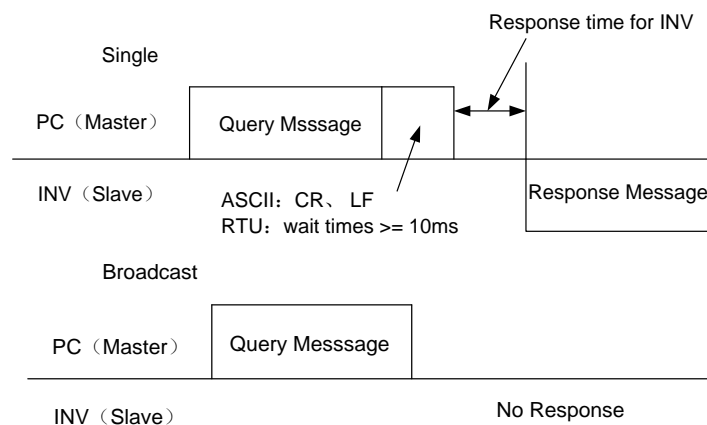 Response time for INV
Single
PC（Master）
Query Msssage
INV（Slave）
ASCII：CR、 LF
RTU：wait times >= 10ms
Response Message
Broadcast
PC（Master）
Query Messsage
INV（Slave）
No Response